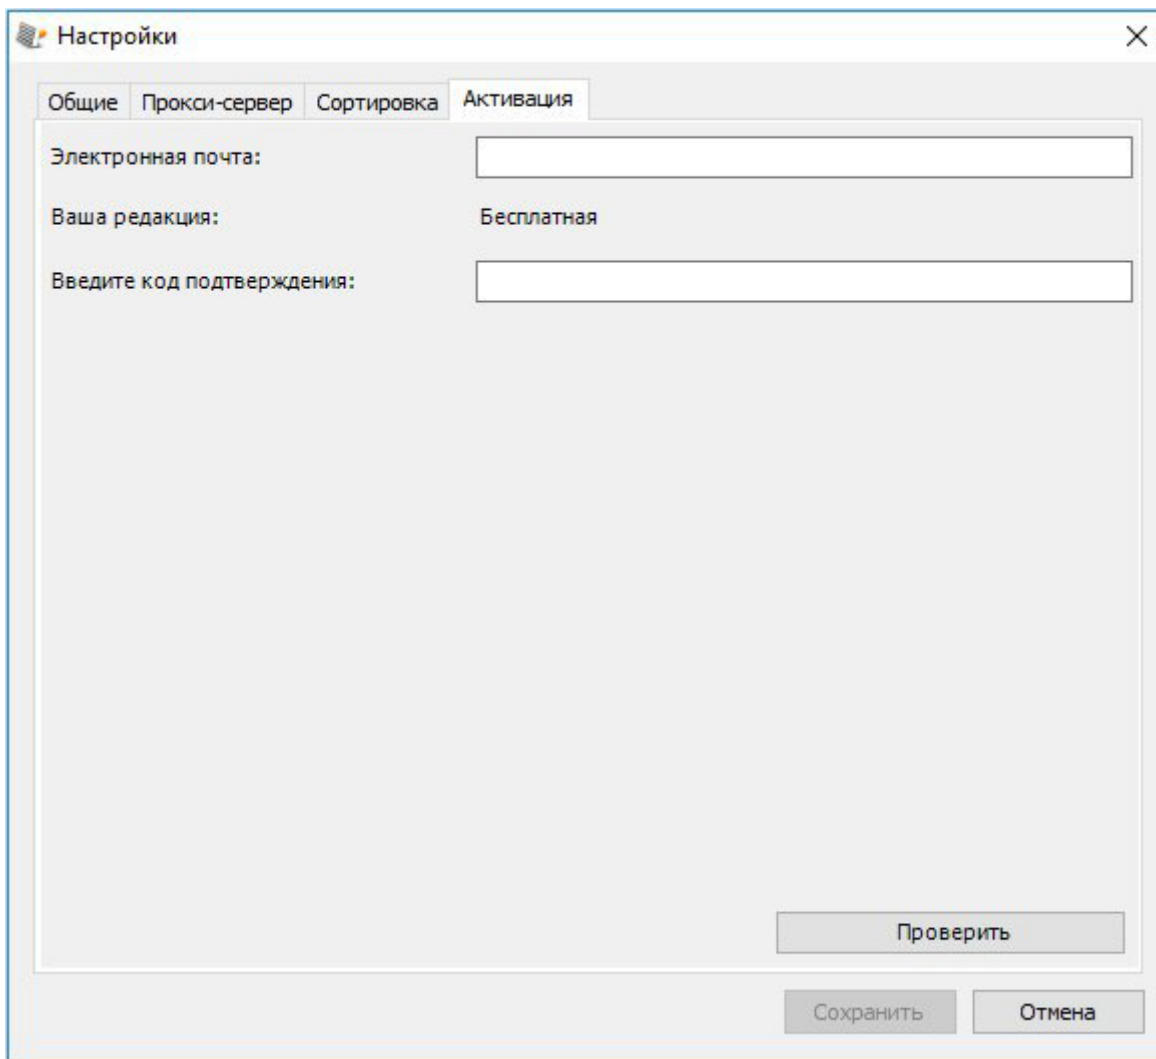 Настройки
Общие Прокси-сервер Сортировка Активация
Электронная почта:
Ваша редакция: Бесплатная
Введите код подтверждения:
Проверить
Сохранить Отмена